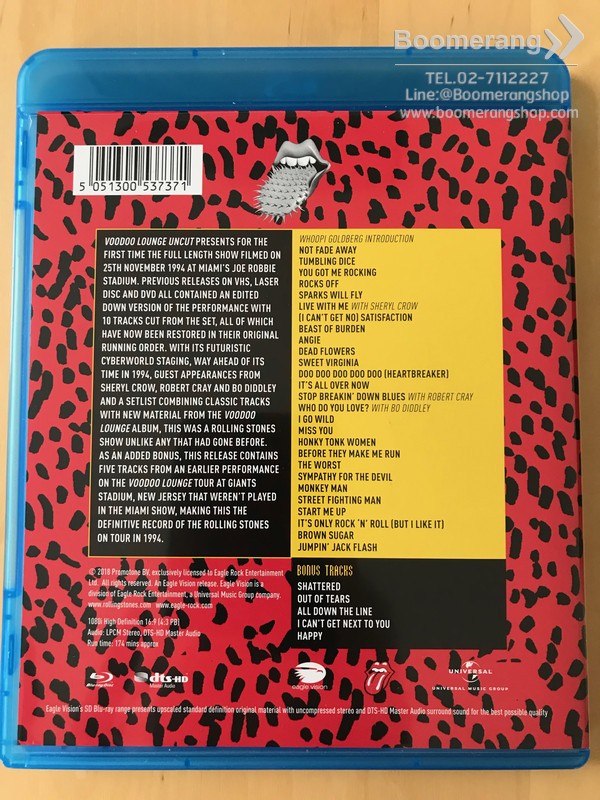 Boomerang
TEL.02-7112227
Line:@Boomerangshop
www.boomerangshop.com
5 051300 537371
VOODOO LOUNGE UNCUT PRESENTS FOR THE
FIRST TIME THE FULL LENGTH SHOW FILMED ON
25TH NOVEMBER 1994 AT MIAMI'S JOE ROBBIE
STADIUM. PREVIOUS RELEASES ON VHS, LASER
DISC AND DVD ALL CONTAINED AN EDITED
DOWN VERSION OF THE PERFORMANCE WITH
10 TRACKS CUT FROM THE SET, ALL OF WHICH
HAVE NOW BEEN RESTORED IN THEIR ORIGINAL
RUNNING ORDER. WITH ITS FUTURISTIC
CYBERWORLD STAGING, WAY AHEAD OF ITS
TIME IN 1994, GUEST APPEARANCES FROM
SHERYL CROW, ROBERT CRAY AND BO DIDDLEY
AND A SETLIST COMBINING CLASSIC TRACKS
WITH NEW MATERIAL FROM THE VOODOO
LOUNGE ALBUM, THIS WAS A ROLLING STONES
SHOW UNLIKE ANY THAT HAD GONE BEFORE.
AS AN ADDED BONUS, THIS RELEASE CONTAINS
FIVE TRACKS FROM AN EARLIER PERFORMANCE
ON THE VOODOO LOUNGE TOUR AT GIANTS
STADIUM, NEW JERSEY THAT WEREN'T PLAYED
IN THE MIAMI SHOW, MAKING THIS THE
DEFINITIVE RECORD OF THE ROLLING STONES
ON TOUR IN 1994.
WHOOPI GOLDBERG INTRODUCTION
NOT FADE AWAY
TUMBLING DICE
YOU GOT ME ROCKING
ROCKS OFF
SPARKS WILL FLY
LIVE WITH ME WITH SHERYL CROW
(I CAN'T GET NO) SATISFACTION
BEAST OF BURDEN
ANGIE
DEAD FLOWERS
SWEET VIRGINIA
DOO DOO DOO DOO DOO (HEARTBREAKER)
IT'S ALL OVER NOW
STOP BREAKIN' DOWN BLUES WITH ROBERT CRAY
WHO DO YOU LOVE? WITH BO DIDDLEY
I GO WILD
MISS YOU
HONKY TONK WOMEN
BEFORE THEY MAKE ME RUN
THE WORST
SYMPATHY FOR THE DEVIL
MONKEY MAN
STREET FIGHTING MAN
START ME UP
IT'S ONLY ROCK 'N' ROLL (BUT I LIKE IT)
BROWN SUGAR
JUMPIN' JACK FLASH
BONUS TRACKS
SHATTERED
OUT OF TEARS
ALL DOWN THE LINE
I CAN'T GET NEXT TO YOU
HAPPY
© 2018 Promotone BV, exclusively licensed to Eagle Rock Entertainment
Ltd. All rights reserved. An Eagle Vision release. Eagle Vision is a
division of Eagle Rock Entertainment, a Universal Music Group company.
www.rollingstones.com www.eagle-rock.com
1080i High Definition 16:9 (4:3 PB)
Audio: LPCM Stereo, DTS-HD Master Audio
Run time: 174 mins approx
Blu-ray Disc
dts-HD
Master Audio
eagle vision
UNIVERSAL
UNIVERSAL MUSIC GROUP
Eagle Vision's SD Blu-ray range presents upscaled standard definition original material with uncompressed stereo and DTS-HD Master Audio surround sound for the best possible quality